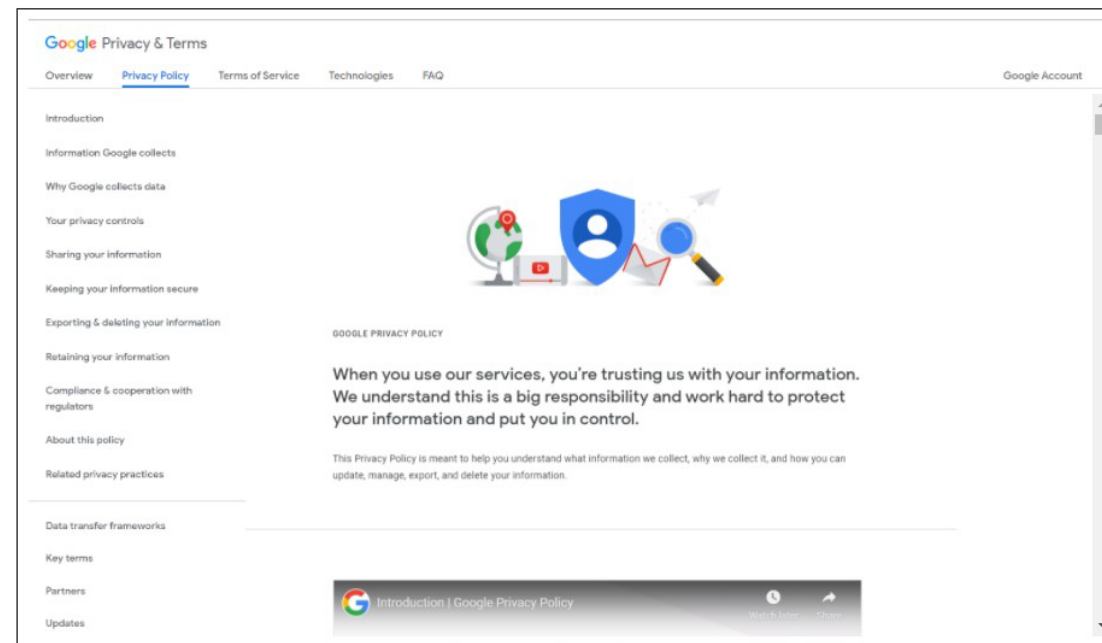 Google Privacy & Terms
Overview Privacy Policy Terms of Service Technologies FAQ Google Account
Introduction
Information Google collects
Why Google collects data
Your privacy controls
Sharing your information
Keeping your information secure
Exporting & deleting your information
Retaining your information
Compliance & cooperation with
regulators
About this policy
Related privacy practices
Data transfer frameworks
Key terms
Partners
Updates
GOOGLE PRIVACY POLICY
When you use our services, you're trusting us with your information.
We understand this is a big responsibility and work hard to protect
your information and put you in control.
This Privacy Policy is meant to help you understand what information we collect, why we collect it, and how you can
update, manage, export, and delete your information.
Introduction | Google Privacy Policy
Watch later Share